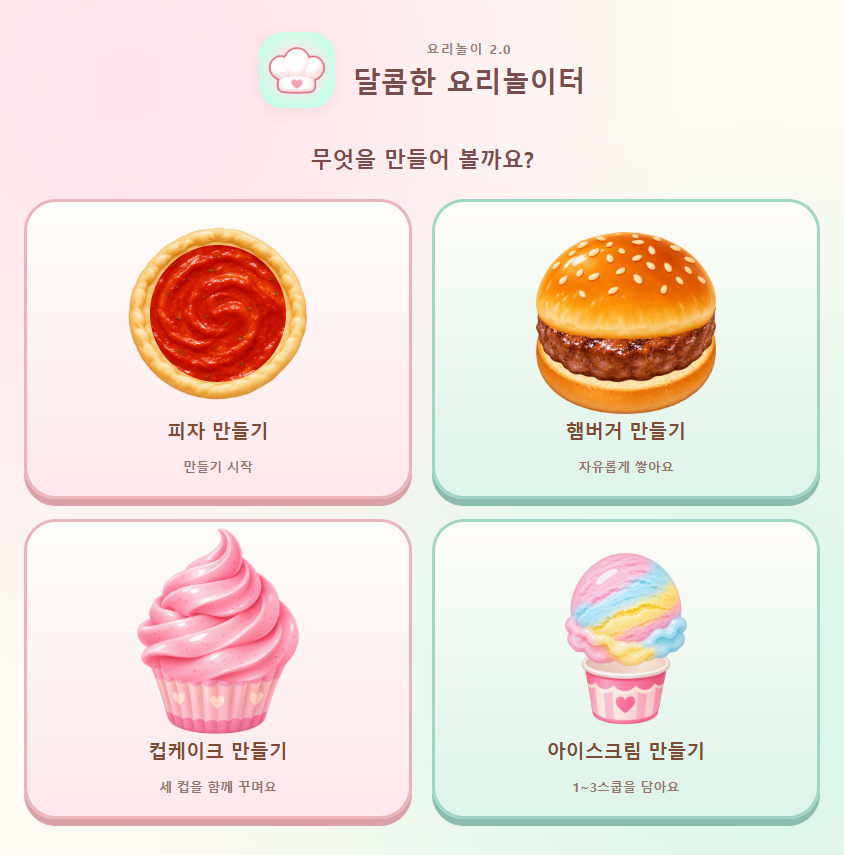 요리놀이 2.0
달콤한 요리놀이터
무엇을 만들어 볼까요?
피자 만들기
만들기 시작
햄버거 만들기
자유롭게 쌓아요
컵케이크 만들기
세 컵을 함께 꾸며요
아이스크림 만들기
1~3스쿱을 담아요